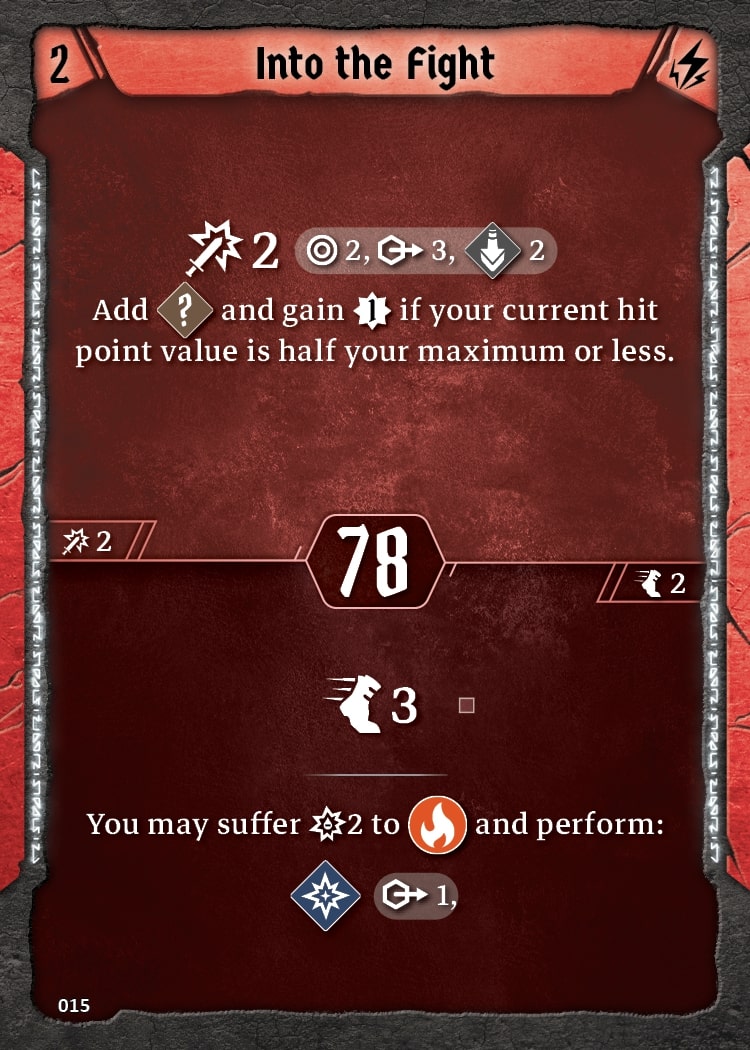 2
Into the Fight
2 2, 3, 2
Add ? and gain 1 if your current hit
point value is half your maximum or less.
2
78
2
3
You may suffer 2 to and perform:
1,
015